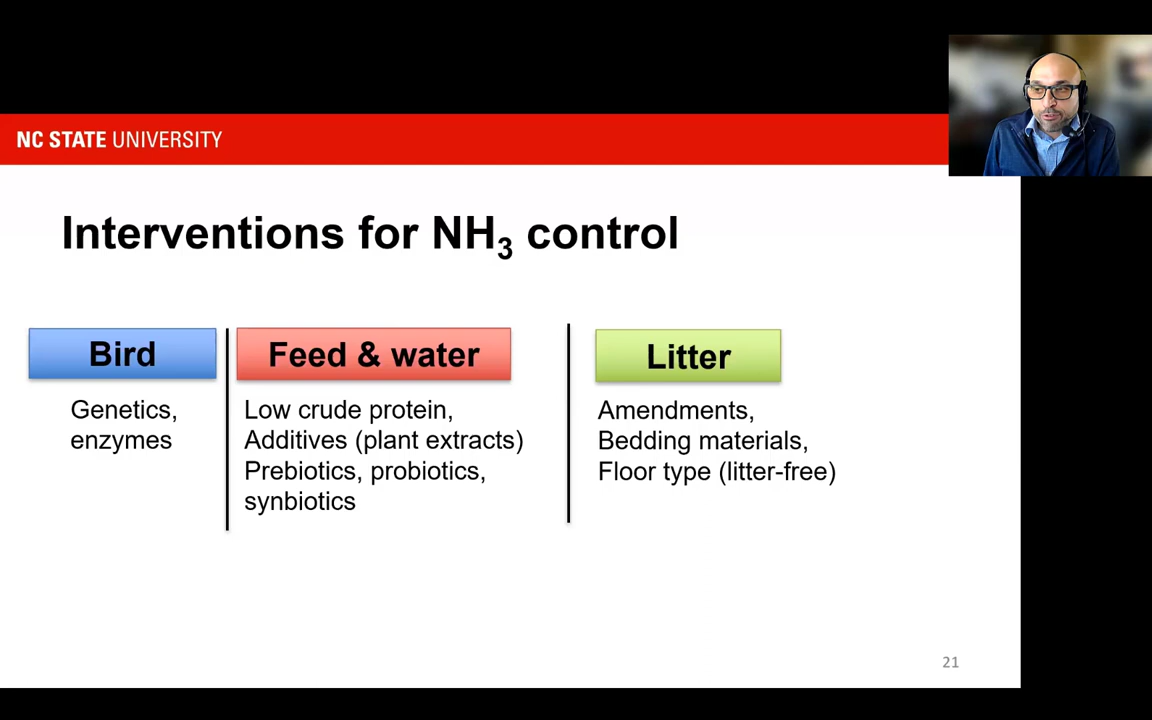 NC STATE UNIVERSITY
Interventions for NH₃ control
Bird
Genetics,
enzymes
Feed & water
Low crude protein,
Additives (plant extracts)
Prebiotics, probiotics,
synbiotics
Litter
Amendments,
Bedding materials,
Floor type (litter-free)
21